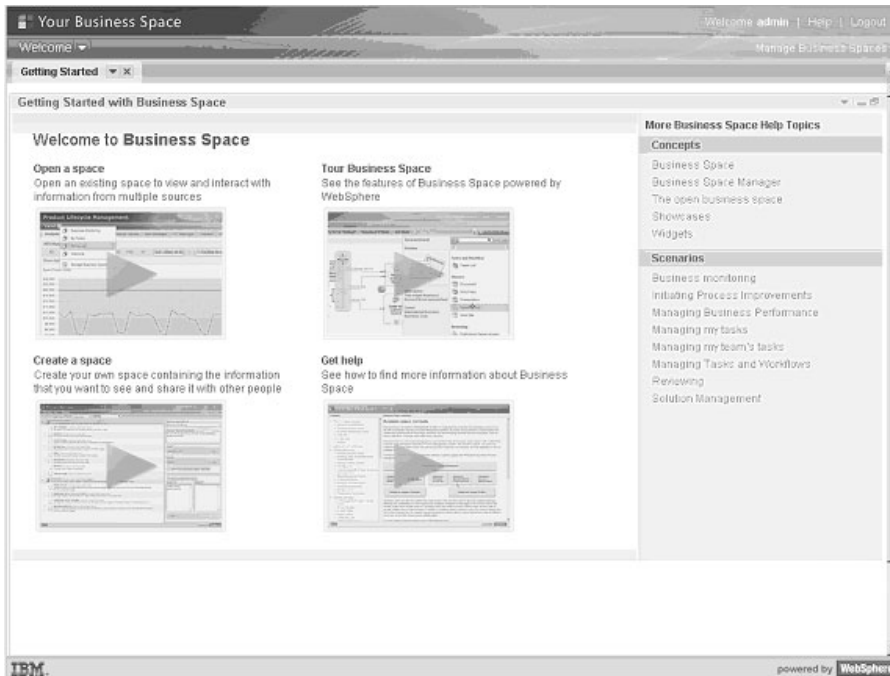 Your Business Space
Welcome admin | Help | Logout
Welcome
Manage Business Spaces
Getting Started
Getting Started with Business Space
Welcome to Business Space
Open a space
Open an existing space to view and interact with
information from multiple sources
Product Lifecycle Management
Tour Business Space
See the features of Business Space powered by
WebSphere
Create a space
Create your own space containing the information
that you want to see and share it with other people
Get help
See how to find more information about Business
Space
More Business Space Help Topics
Concepts
Business Space
Business Space Manager
The open business space
Showcases
Widgets
Scenarios
Business monitoring
Initiating Process Improvements
Managing Business Performance
Managing my tasks
Managing my team's tasks
Managing Tasks and Workflows
Reviewing
Solution Management
IBM.
powered by WebSphere